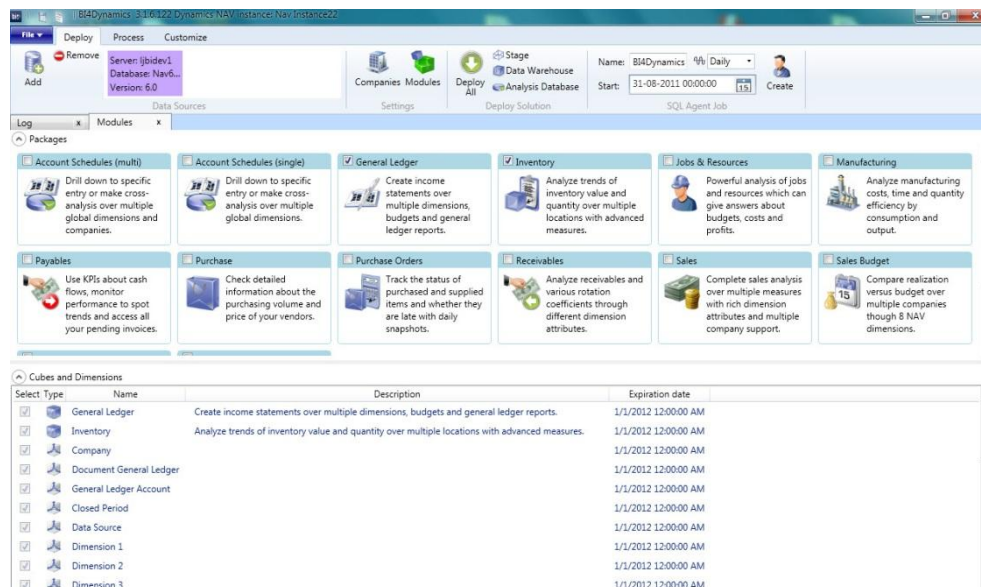 BI4Dynamics 3.1.6.122 Dynamics NAV instance: Nav Instance22
File Deploy Process Customize
Add
Remove
Server: ljbidev1
Database: Nav6...
Version: 6.0
Data Sources
Companies Modules
Settings
Deploy All
Stage
Data Warehouse
Analysis Database
Deploy Solution
Name: BI4Dynamics Daily
Start: 31-08-2011 00:00:00 15
Create
SQL Agent Job
Log x Modules x
Packages
Account Schedules (multi)
Drill down to specific
entry or make cross-
analysis over multiple
global dimensions and
companies.
Account Schedules (single)
Drill down to specific
entry or make cross-
analysis over multiple
global dimensions.
General Ledger
Create income
statements over
multiple dimensions,
budgets and general
ledger reports.
Inventory
Analyze trends of
inventory value and
quantity over multiple
locations with advanced
measures.
Jobs & Resources
Powerful analysis of jobs
and resources which can
give answers about
budgets, costs and
profits.
Manufacturing
Analyze manufacturing
costs, time and quantity
efficiency by
consumption and
output.
Payables
Use KPIs about cash
flows, monitor
performance to spot
trends and access all
your pending invoices.
Purchase
Check detailed
information about the
purchasing volume and
price of your vendors.
Purchase Orders
Track the status of
purchased and supplied
items and whether they
are late with daily
snapshots.
Receivables
Analyze receivables and
various rotation
coefficients through
different dimension
attributes.
Sales
Complete sales analysis
over multiple measures
with rich dimension
attributes and multiple
company support.
Sales Budget
15
Compare realization
versus budget over
multiple companies
though 8 NAV
dimensions.
Cubes and Dimensions
Select Type Name Description Expiration date
General Ledger Create income statements over multiple dimensions, budgets and general ledger reports. 1/1/2012 12:00:00 AM
Inventory Analyze trends of inventory value and quantity over multiple locations with advanced measures. 1/1/2012 12:00:00 AM
Company 1/1/2012 12:00:00 AM
Document General Ledger 1/1/2012 12:00:00 AM
General Ledger Account 1/1/2012 12:00:00 AM
Closed Period 1/1/2012 12:00:00 AM
Data Source 1/1/2012 12:00:00 AM
Dimension 1 1/1/2012 12:00:00 AM
Dimension 2 1/1/2012 12:00:00 AM
Dimension 3 1/1/2012 12:00:00 AM